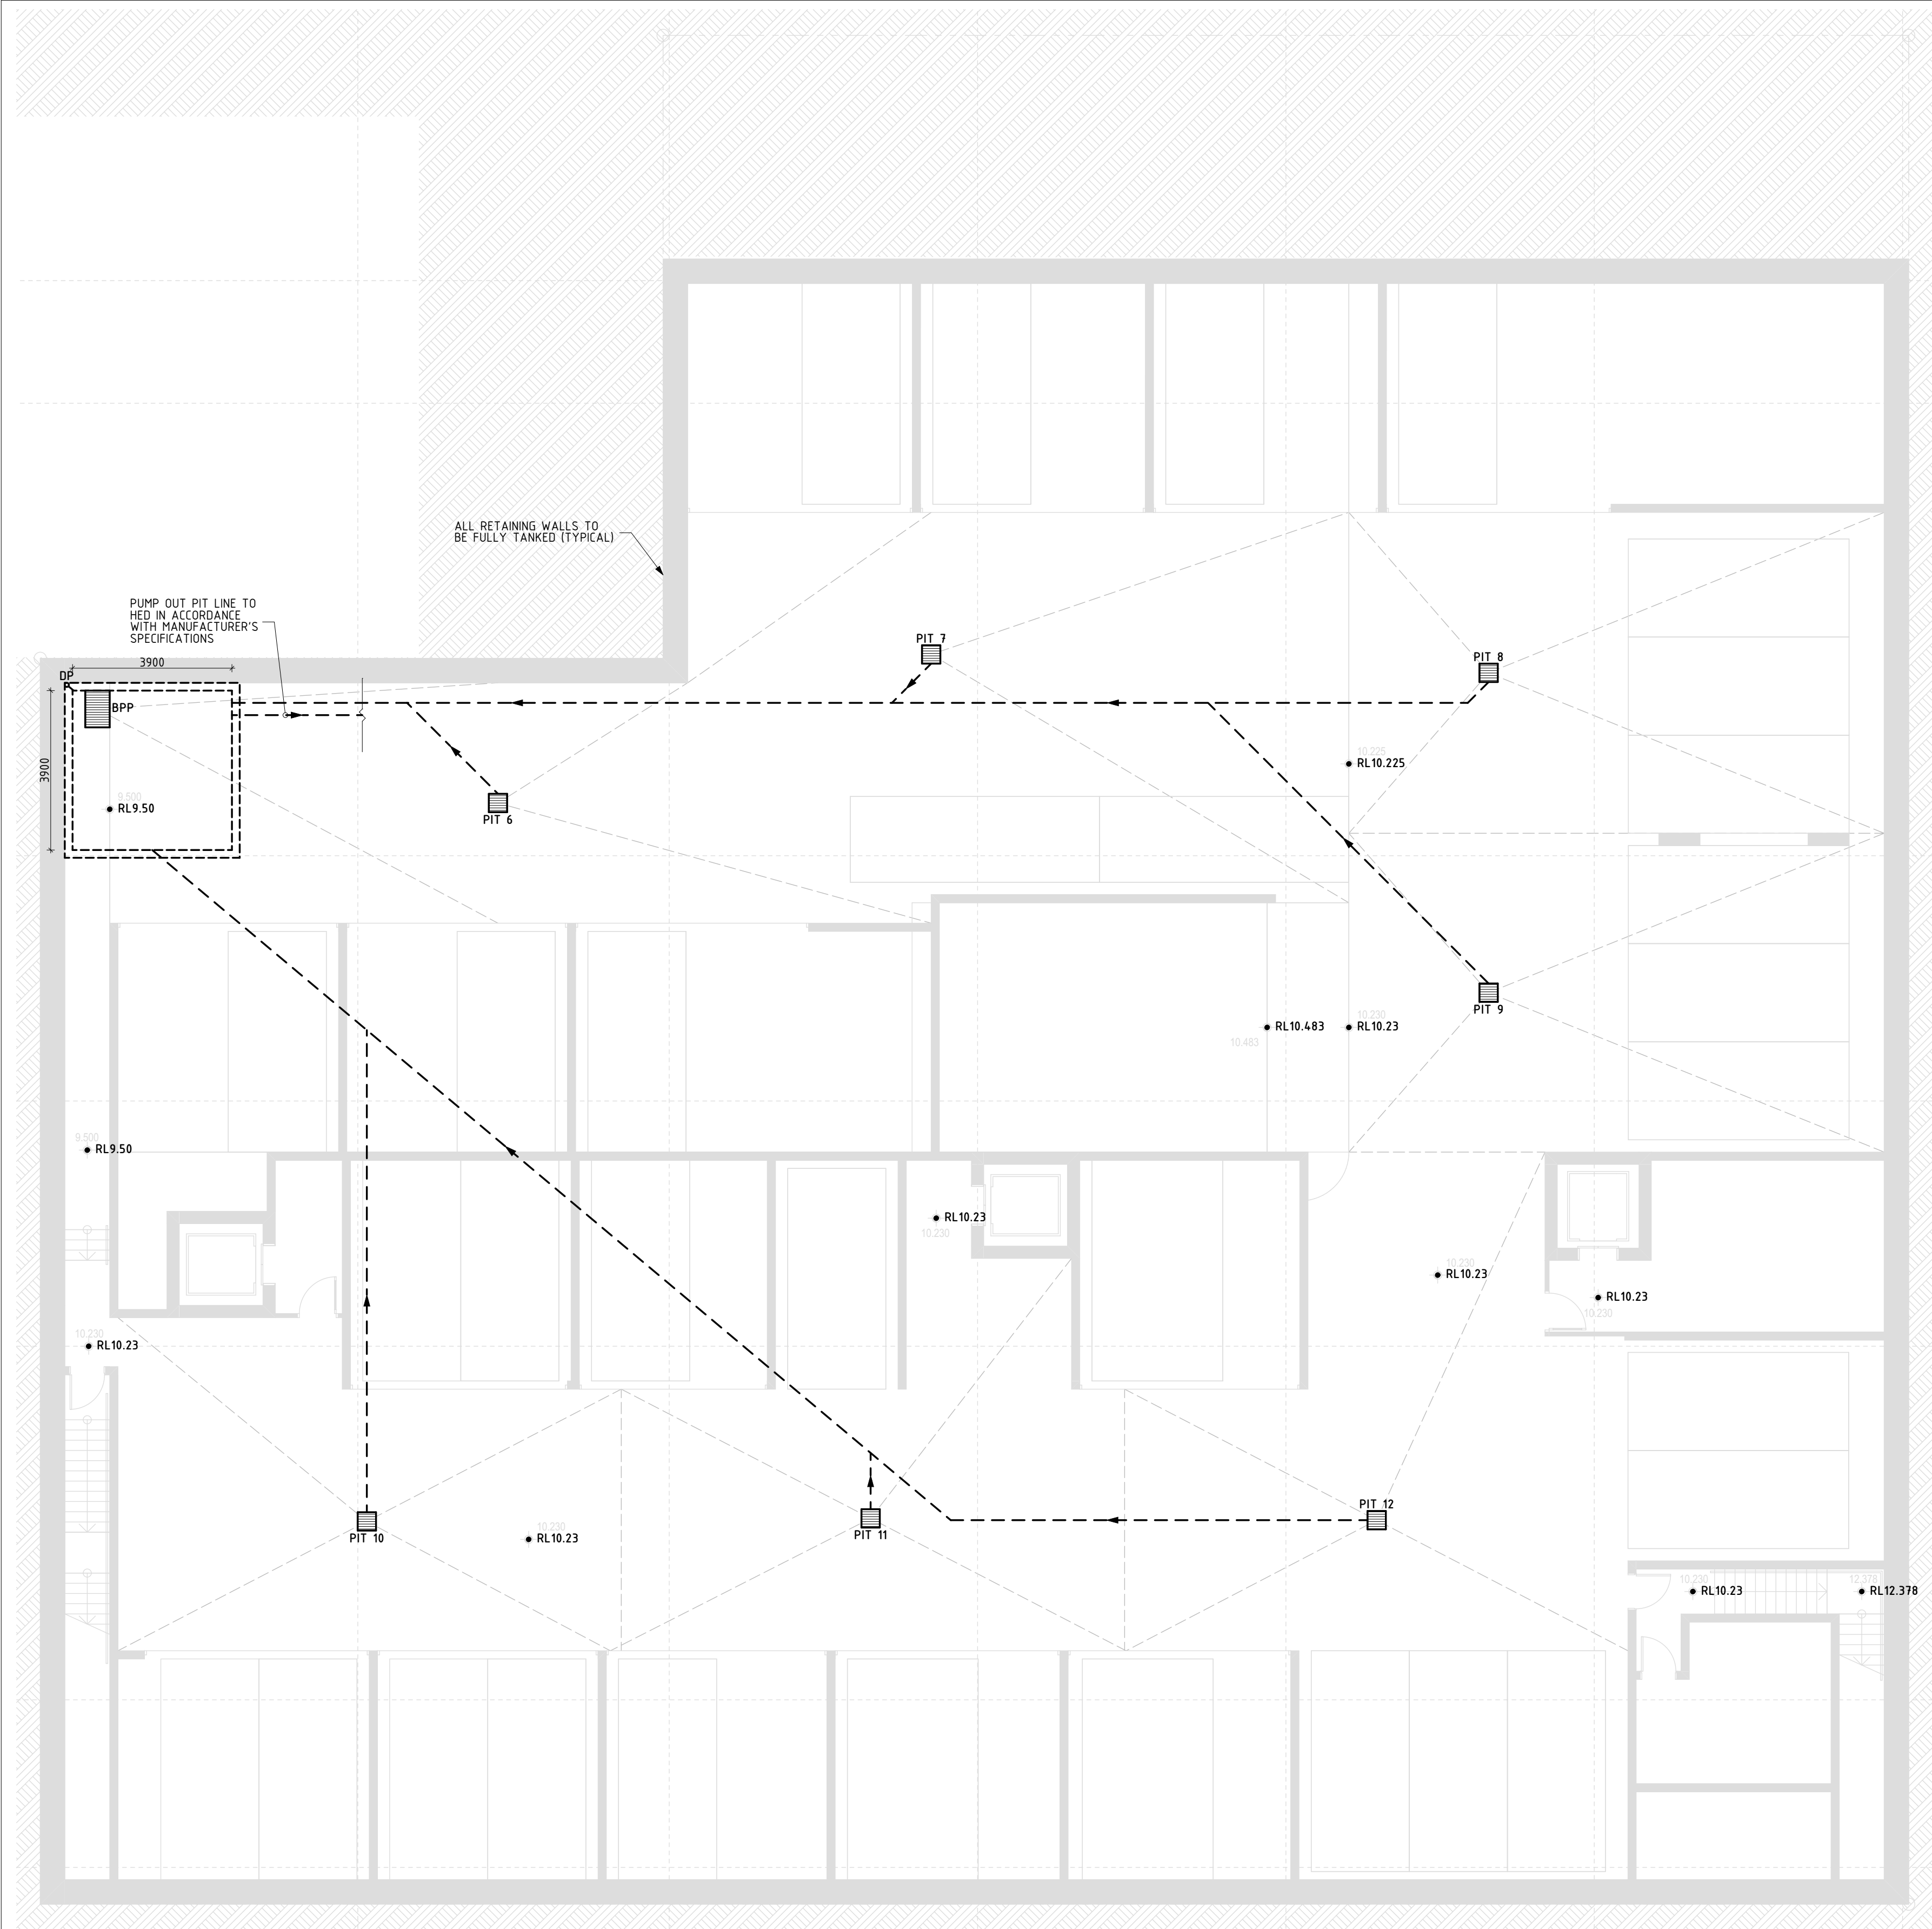 ALL RETAINING WALLS TO
BE FULLY TANKED (TYPICAL)
PUMP OUT PIT LINE TO
HED IN ACCORDANCE
WITH MANUFACTURER'S
SPECIFICATIONS
3900
DP
BPP
3900
9.500
RL9.50
PIT 7
PIT 8
PIT 6
10.225
RL10.225
PIT 9
RL10.483
10.483
10.230
RL10.23
9.500
RL9.50
RL10.23
10.230
10.230
RL10.23
RL10.23
10.230
10.230
RL10.23
PIT 10
10.230
RL10.23
PIT 11
PIT 12
10.230
RL10.23
12.378
RL12.378